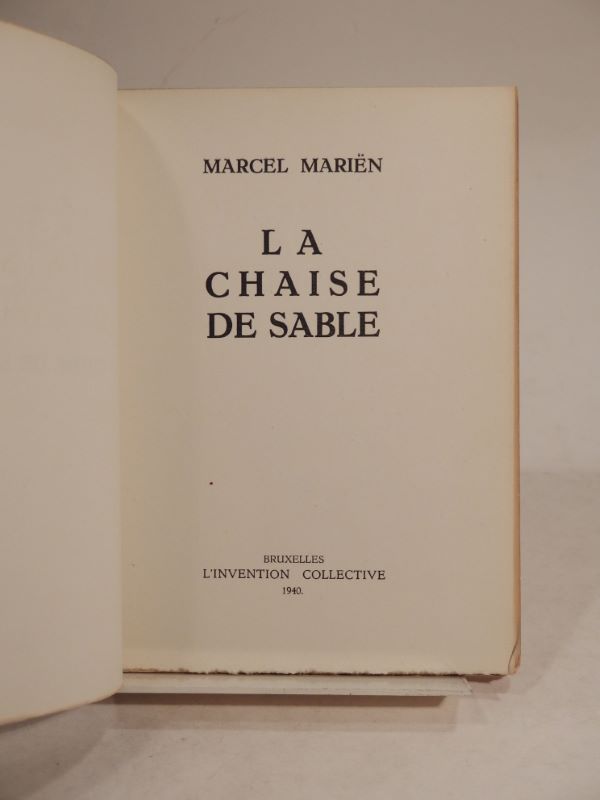 MARCEL MARIËN
LA
CHAISE
DE SABLE
BRUXELLES
L'INVENTION COLLECTIVE
1940.